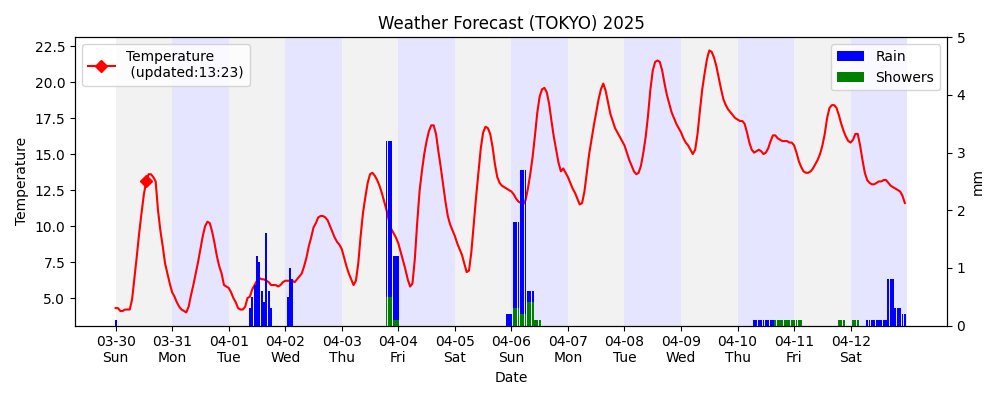 Weather Forecast (TOKYO) 2025
Temperature
(updated:13:23)
Rain
Showers
22.5
20.0
17.5
15.0
12.5
10.0
7.5
5.0
Temperature
5
4
3
2
1
0
mm
03-30 03-31 04-01 04-02 04-03 04-04 04-05 04-06 04-07 04-08 04-09 04-10 04-11 04-12
Sun Mon Tue Wed Thu Fri Sat Sun Mon Tue Wed Thu Fri Sat
Date